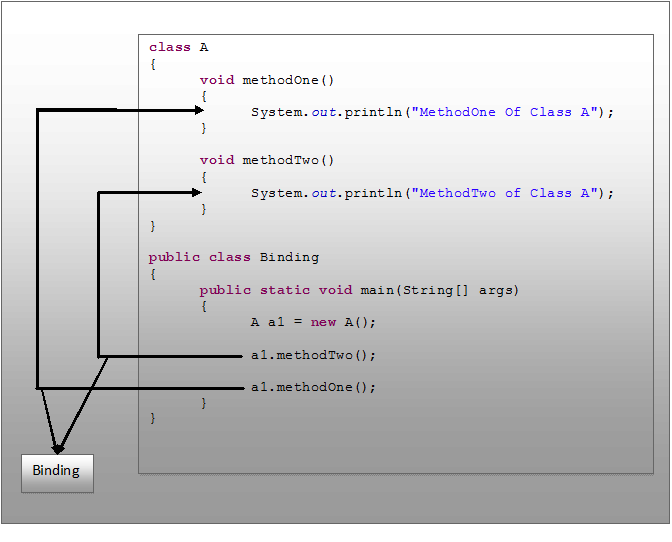 class A
{
void methodOne()
{
System.out.println("MethodOne Of Class A");
}
void methodTwo()
{
System.out.println("MethodTwo of Class A");
}
}
public class Binding
{
public static void main(String[] args)
{
A a1 = new A();
a1.methodTwo();
a1.methodOne();
}
}
Binding